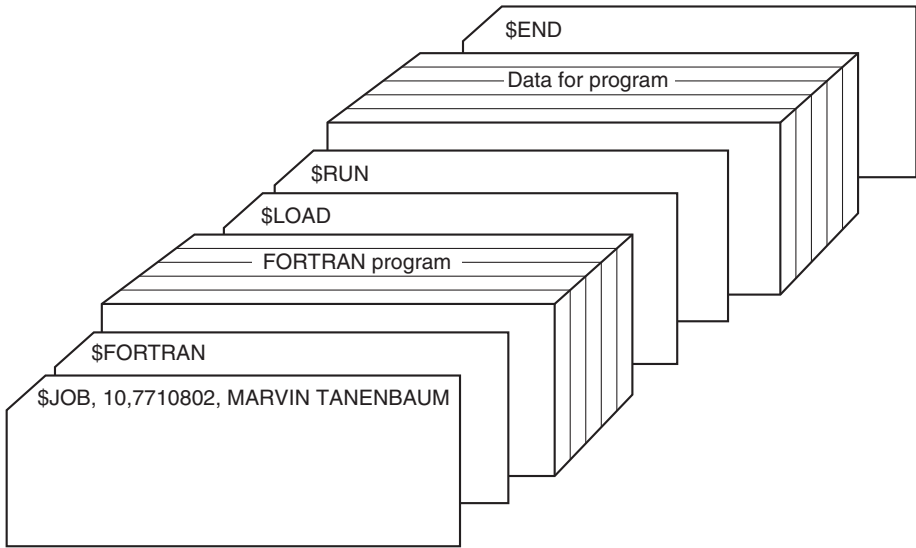 $END
Data for program
$RUN
$LOAD
FORTRAN program
$FORTRAN
$JOB, 10,7710802, MARVIN TANENBAUM